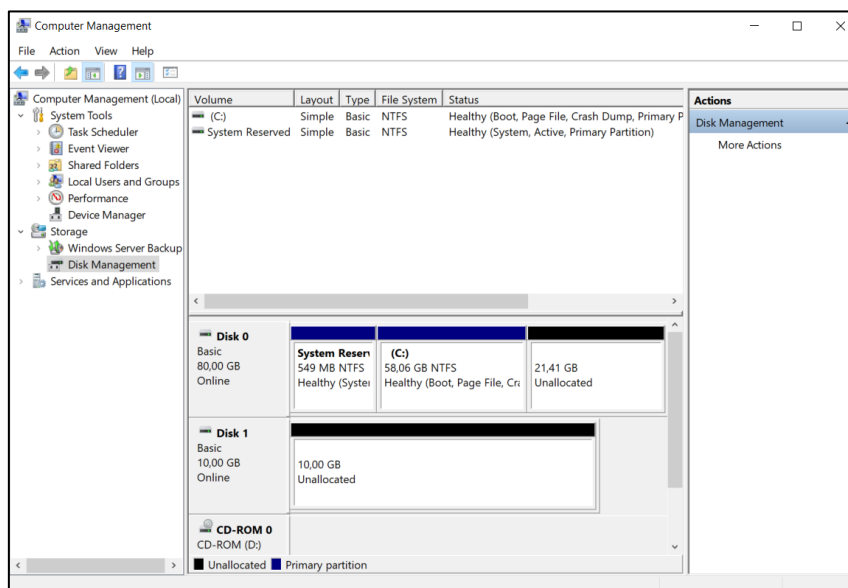 Computer Management
File Action View Help
Computer Management (Local)
System Tools
Task Scheduler
Event Viewer
Shared Folders
Local Users and Groups
Performance
Device Manager
Storage
Windows Server Backup
Disk Management
Services and Applications
Volume Layout Type File System Status
(C:) Simple Basic NTFS Healthy (Boot, Page File, Crash Dump, Primary P
System Reserved Simple Basic NTFS Healthy (System, Active, Primary Partition)
Disk 0
Basic
80,00 GB
Online
System Reserv
549 MB NTFS
Healthy (Syster
(C:)
58,06 GB NTFS
Healthy (Boot, Page File, Cra
21,41 GB
Unallocated
Disk 1
Basic
10,00 GB
Online
10,00 GB
Unallocated
CD-ROM 0
CD-ROM (D:)
Unallocated Primary partition
Actions
Disk Management
More Actions